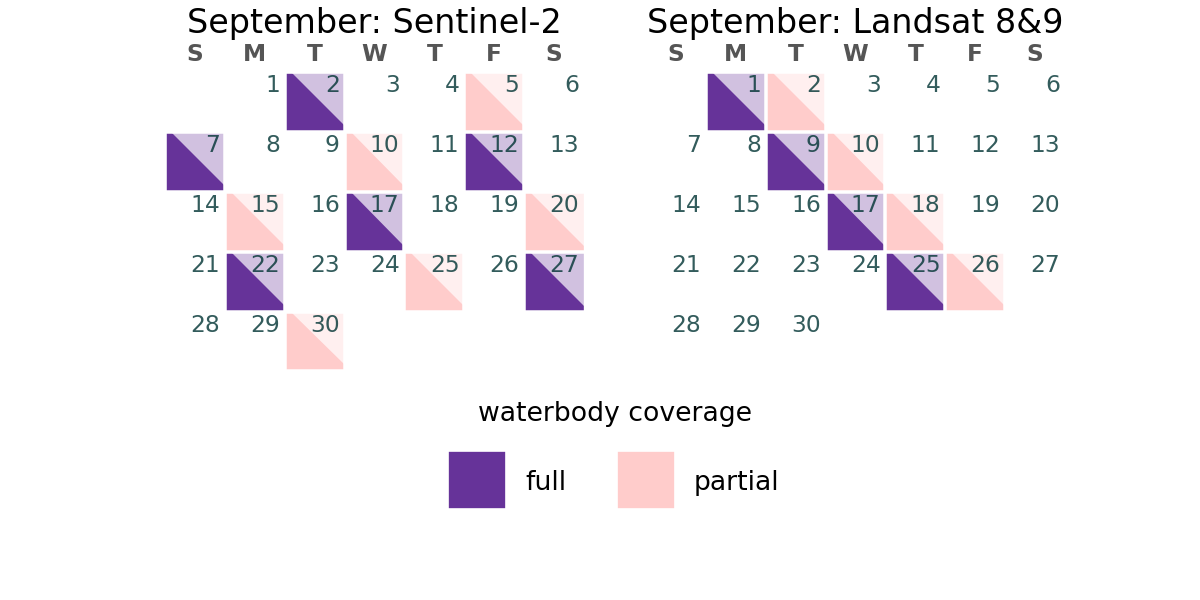 September: Sentinel-2
S M T W T F S
1 2 3 4 5 6
7 8 9 10 11 12 13
14 15 16 17 18 19 20
21 22 23 24 25 26 27
28 29 30
September: Landsat 8&9
S M T W T F S
1 2 3 4 5 6
7 8 9 10 11 12 13
14 15 16 17 18 19 20
21 22 23 24 25 26 27
28 29 30
waterbody coverage
full partial